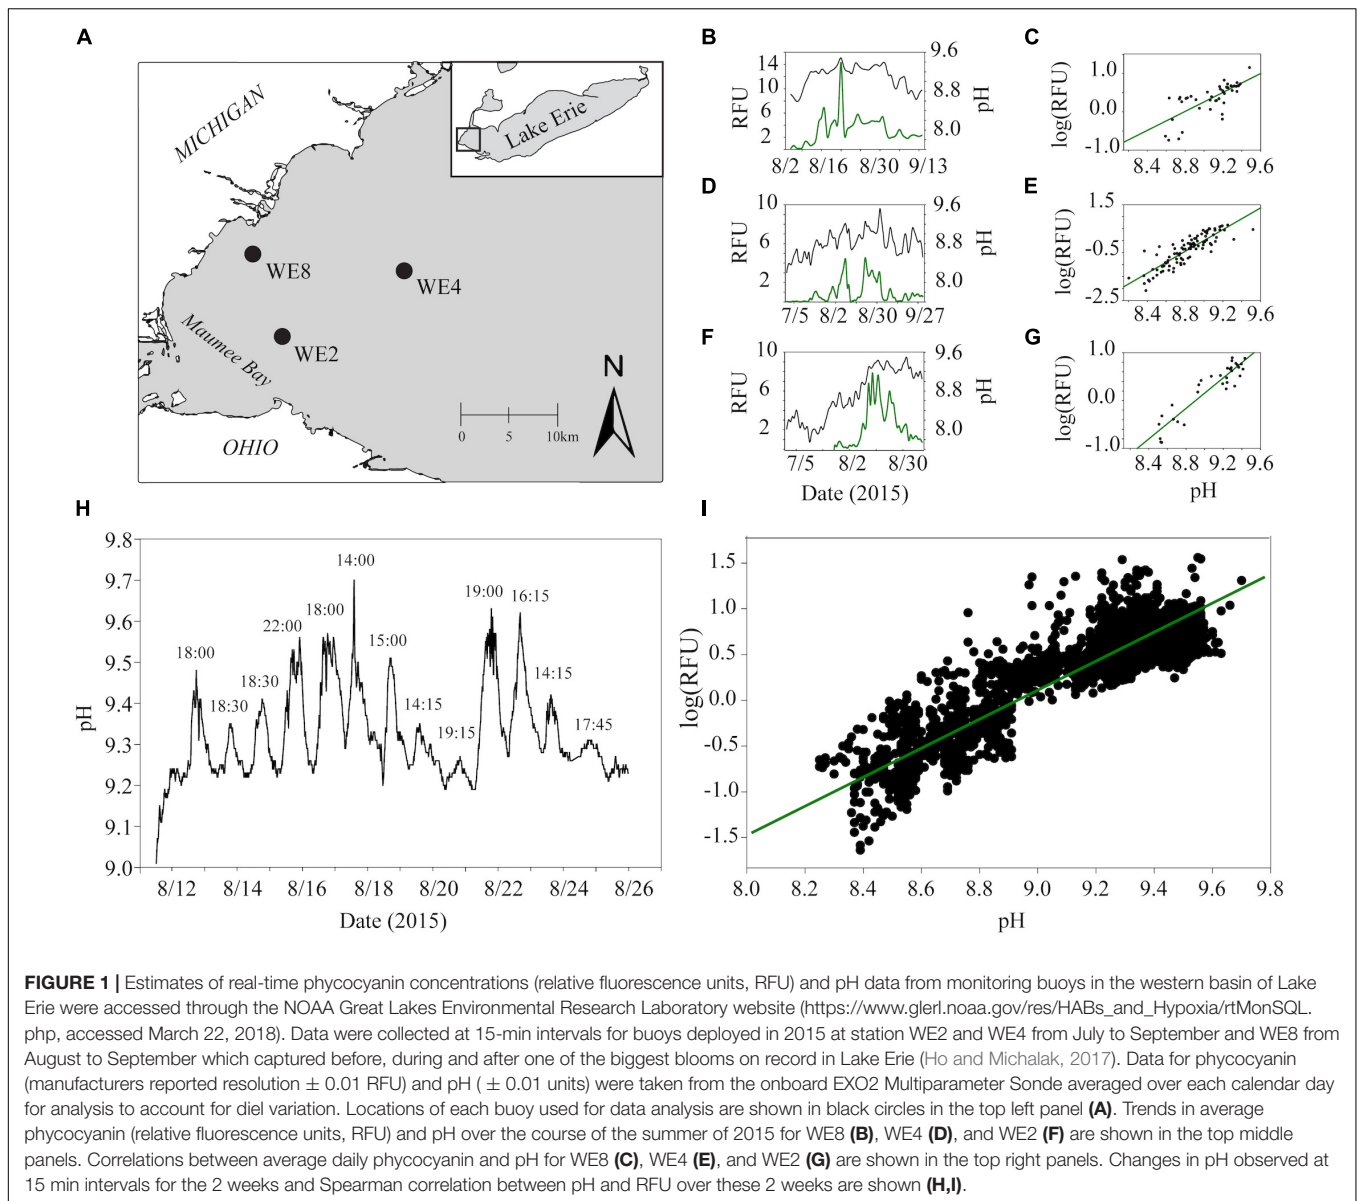 A
MICHIGAN
Lake Erie
WE8
WE4
WE2
Maumee Bay
OHIO
N
0 5 10km
B
RFU
14
10
6
2
9.6
8.8
8.0
pH
8/2 8/16 8/30 9/13
C
log(RFU)
1.0
0.0
-1.0
8.4 8.8 9.2 9.6
D
RFU
10
6
2
9.6
8.8
8.0
pH
7/5 8/2 8/30 9/27
E
log(RFU)
1.5
-0.5
-2.5
8.4 8.8 9.2 9.6
F
RFU
10
6
2
9.6
8.8
8.0
pH
7/5 8/2 8/30
Date (2015)
G
log(RFU)
1.0
0.0
-1.0
8.4 8.8 9.2 9.6
pH
H
pH
9.8
9.7
9.6
9.5
9.4
9.3
9.2
9.1
9.0
18:00
18:30
18:30
22:00
18:00
14:00
15:00
14:15
19:15
19:00
16:15
14:15
17:45
8/12 8/14 8/16 8/18 8/20 8/22 8/24 8/26
Date (2015)
I
log(RFU)
1.5
1.0
0.5
0.0
-0.5
-1.0
-1.5
8.0 8.2 8.4 8.6 8.8 9.0 9.2 9.4 9.6 9.8
pH
FIGURE 1 | Estimates of real-time phycocyanin concentrations (relative fluorescence units, RFU) and pH data from monitoring buoys in the western basin of Lake
Erie were accessed through the NOAA Great Lakes Environmental Research Laboratory website (https://www.glerl.noaa.gov/res/HABs_and_Hypoxia/rtMonSQL.
php, accessed March 22, 2018). Data were collected at 15-min intervals for buoys deployed in 2015 at station WE2 and WE4 from July to September and WE8 from
August to September which captured before, during and after one of the biggest blooms on record in Lake Erie (Ho and Michalak, 2017). Data for phycocyanin
(manufacturers reported resolution ± 0.01 RFU) and pH ( ± 0.01 units) were taken from the onboard EXO2 Multiparameter Sonde averaged over each calendar day
for analysis to account for diel variation. Locations of each buoy used for data analysis are shown in black circles in the top left panel (A). Trends in average
phycocyanin (relative fluorescence units, RFU) and pH over the course of the summer of 2015 for WE8 (B), WE4 (D), and WE2 (F) are shown in the top middle
panels. Correlations between average daily phycocyanin and pH for WE8 (C), WE4 (E), and WE2 (G) are shown in the top right panels. Changes in pH observed at
15 min intervals for the 2 weeks and Spearman correlation between pH and RFU over these 2 weeks are shown (H,I).